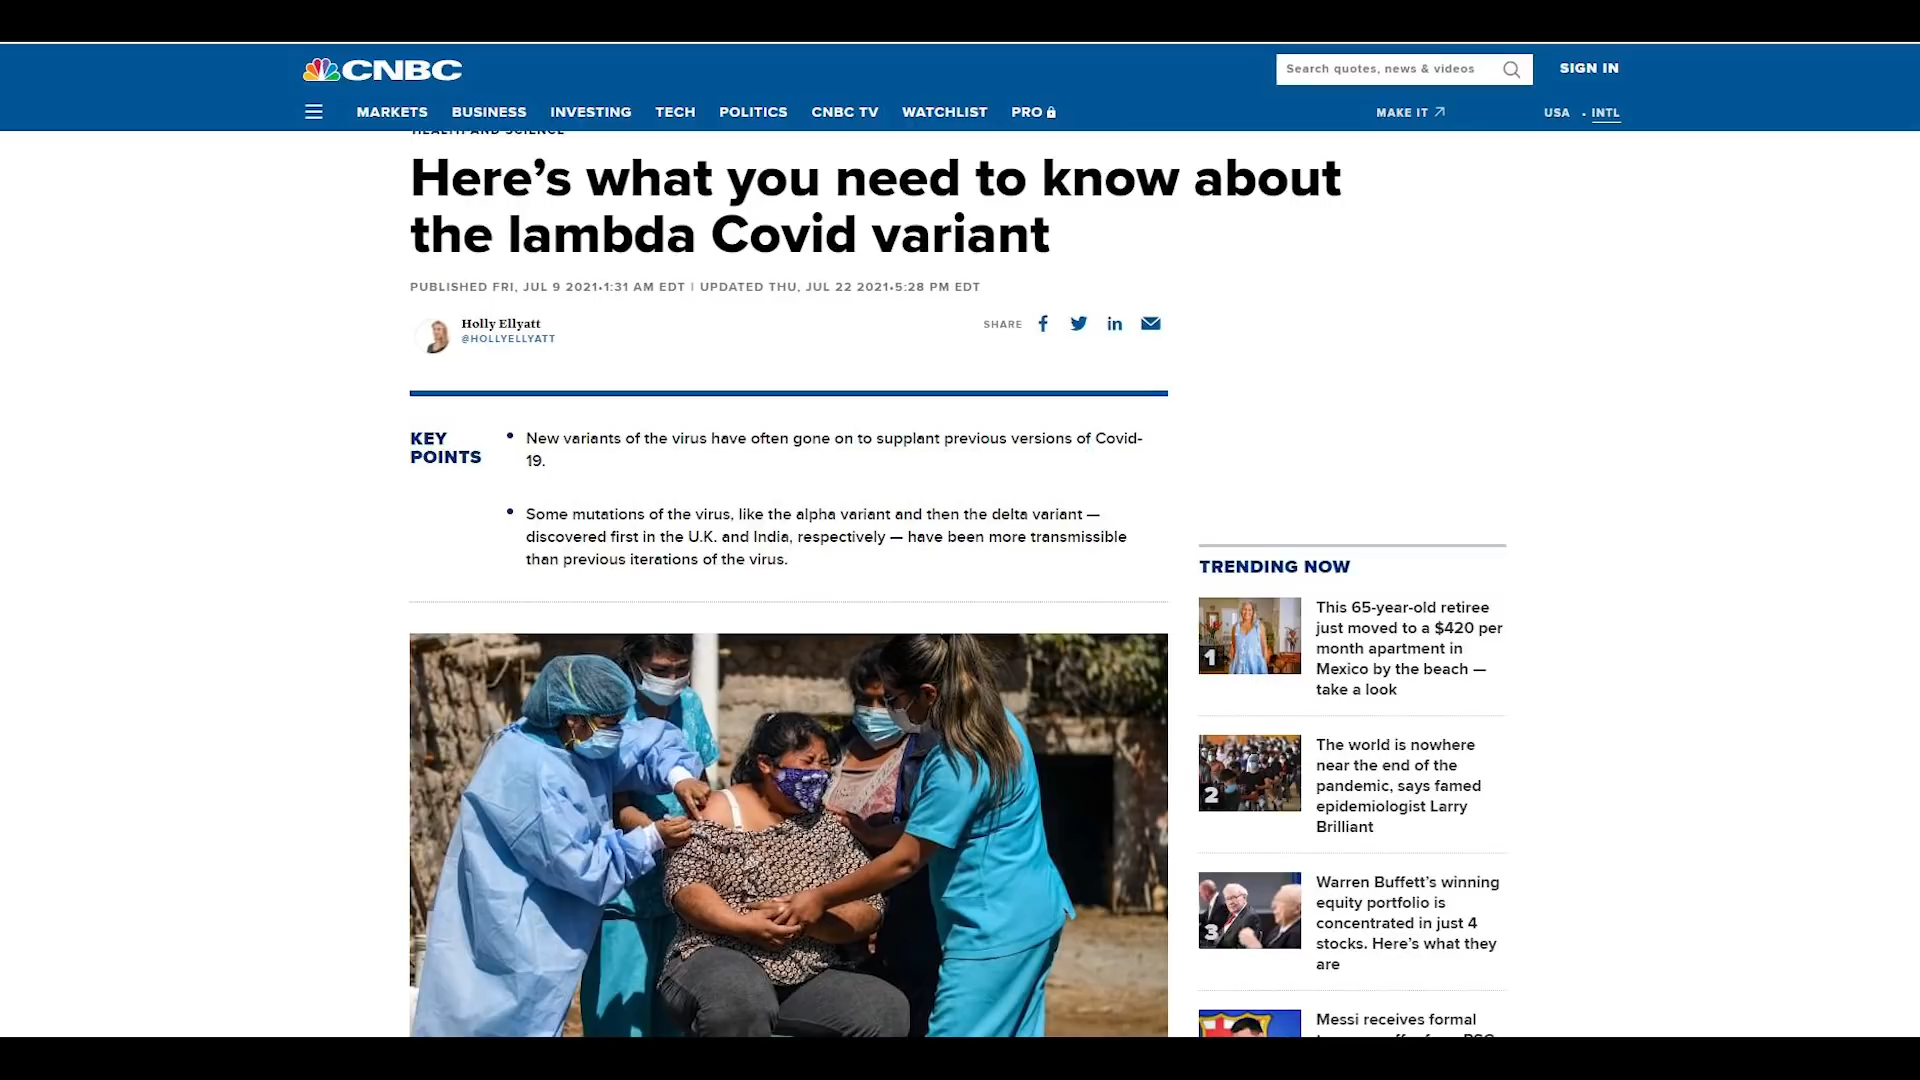 CNBC
Search quotes, news & videos
SIGN IN
MARKETS BUSINESS INVESTING TECH POLITICS CNBC TV WATCHLIST PRO
MAKE IT
USA · INTL
HEALTH AND SCIENCE
Here’s what you need to know about
the lambda Covid variant
PUBLISHED FRI, JUL 9 2021•1:31 AM EDT | UPDATED THU, JUL 22 2021•5:28 PM EDT
Holly Ellyatt
@HOLLYELLYATT
SHARE
KEY
POINTS
New variants of the virus have often gone on to supplant previous versions of Covid-
19.
Some mutations of the virus, like the alpha variant and then the delta variant —
discovered first in the U.K. and India, respectively — have been more transmissible
than previous iterations of the virus.
TRENDING NOW
1
This 65-year-old retiree
just moved to a $420 per
month apartment in
Mexico by the beach —
take a look
2
The world is nowhere
near the end of the
pandemic, says famed
epidemiologist Larry
Brilliant
3
Warren Buffett’s winning
equity portfolio is
concentrated in just 4
stocks. Here’s what they
are
Messi receives formal